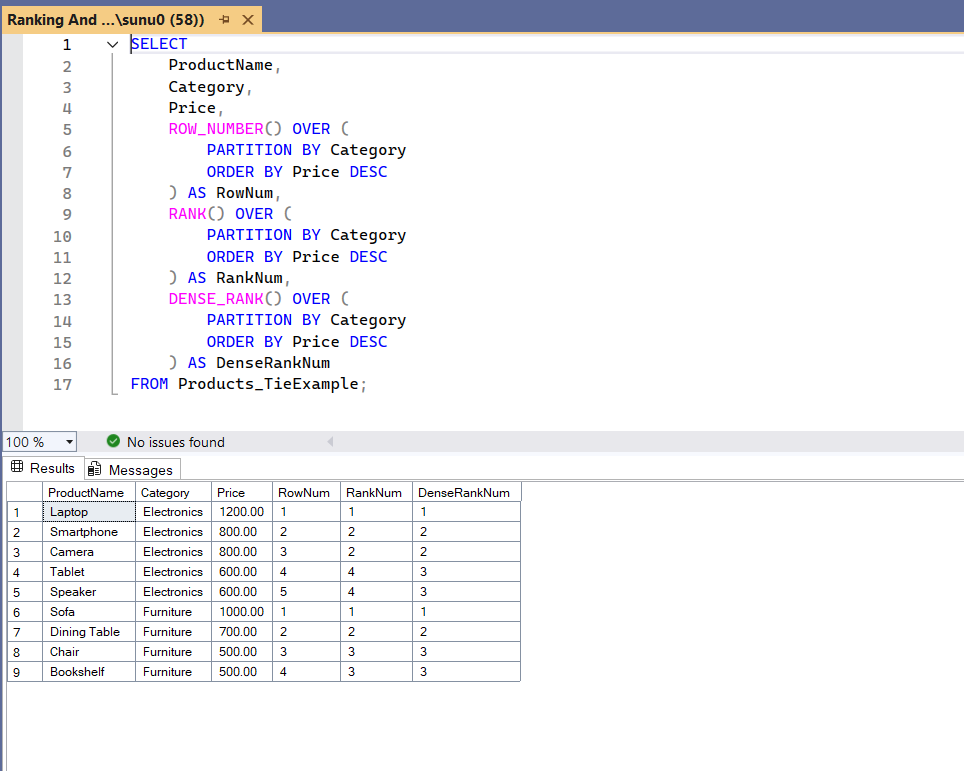 Ranking And ...\sunu0 (58))
1 SELECT
2 ProductName,
3 Category,
4 Price,
5 ROW_NUMBER() OVER (
6 PARTITION BY Category
7 ORDER BY Price DESC
8 ) AS RowNum,
9 RANK() OVER (
10 PARTITION BY Category
11 ORDER BY Price DESC
12 ) AS RankNum,
13 DENSE_RANK() OVER (
14 PARTITION BY Category
15 ORDER BY Price DESC
16 ) AS DenseRankNum
17 FROM Products_TieExample;
100 % No issues found
Results Messages
ProductName Category Price RowNum RankNum DenseRankNum
1 Laptop Electronics 1200.00 1 1 1
2 Smartphone Electronics 800.00 2 2 2
3 Camera Electronics 800.00 3 2 2
4 Tablet Electronics 600.00 4 4 3
5 Speaker Electronics 600.00 5 4 3
6 Sofa Furniture 1000.00 1 1 1
7 Dining Table Furniture 700.00 2 2 2
8 Chair Furniture 500.00 3 3 3
9 Bookshelf Furniture 500.00 4 3 3